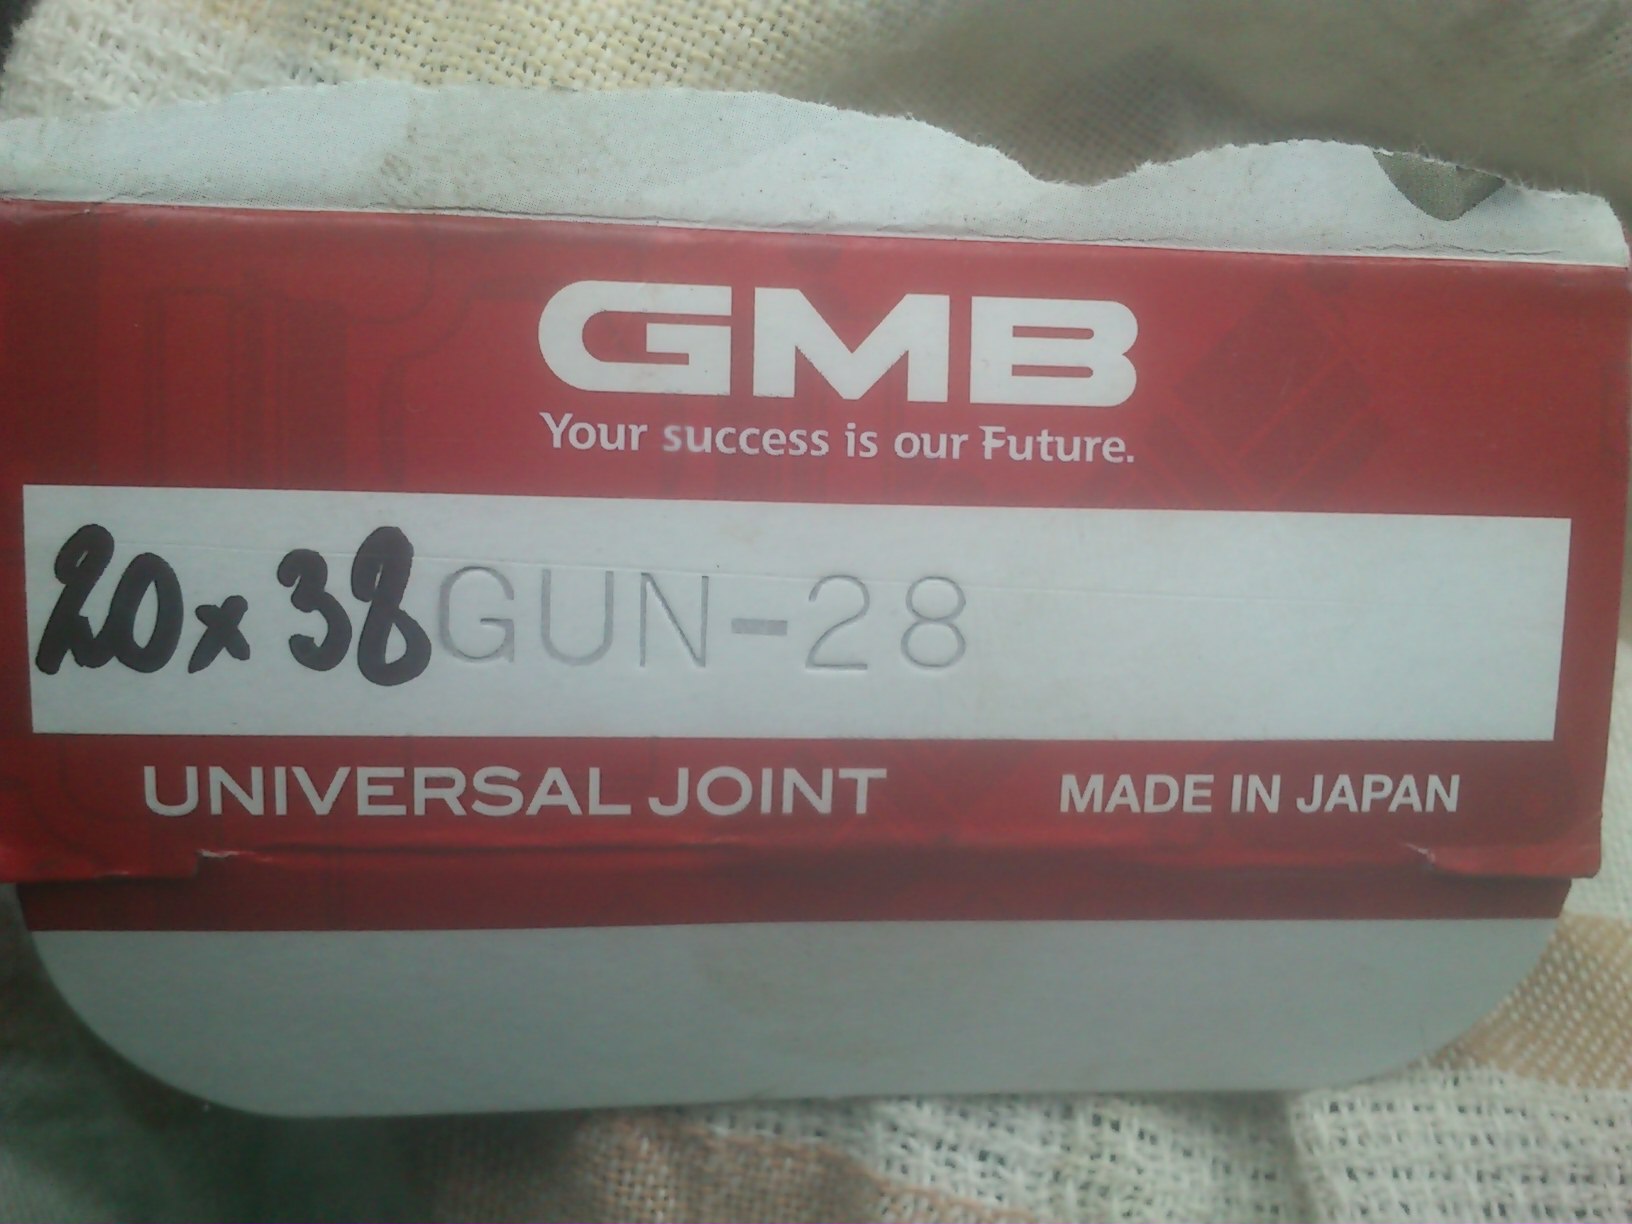 GMB
Your success is our Future.
20x38 GUN-28
UNIVERSAL JOINT MADE IN JAPAN